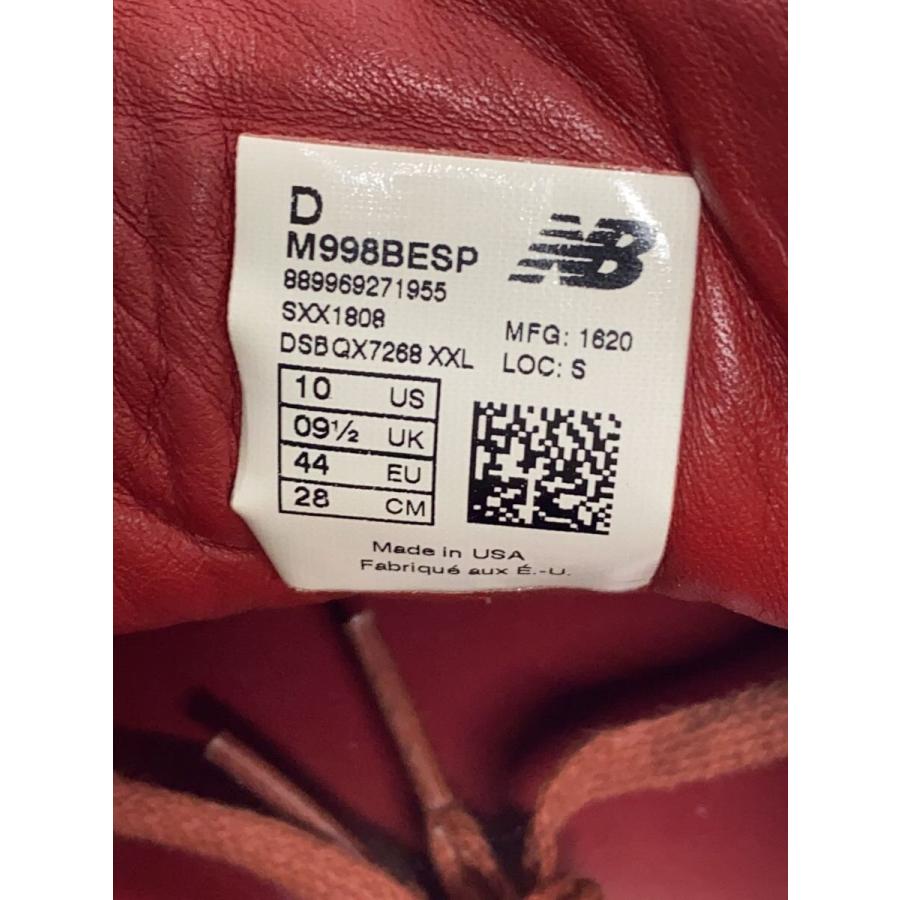 D
M998BESP
889969271955
SXX1808
DSBQX7268 XXL
NB
MFG: 1620
LOC: S
10 US
09½ UK
44 EU
28 CM
Made in USA
Fabriqué aux É.-U.